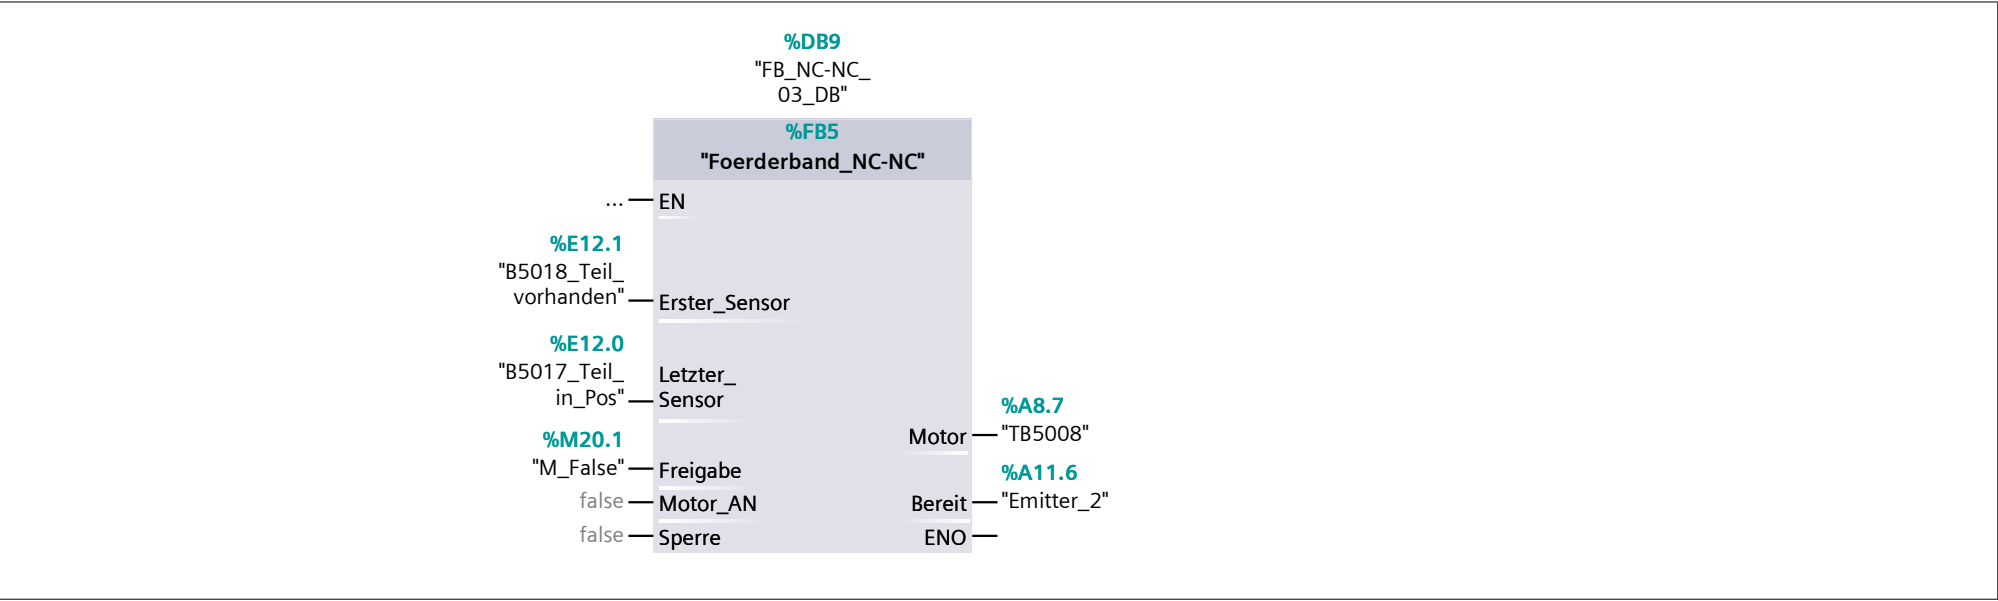 %DB9
"FB_NC-NC_
03_DB"
%FB5
"Foerderband_NC-NC"
... EN
%E12.1
"B5018_Teil_
vorhanden" Erster_Sensor
%E12.0
"B5017_Teil_
in_Pos"
Letzter_
Sensor
%M20.1
"M_False" Freigabe
false Motor_AN
false Sperre
%A8.7
Motor "TB5008"
%A11.6
Bereit "Emitter_2"
ENO